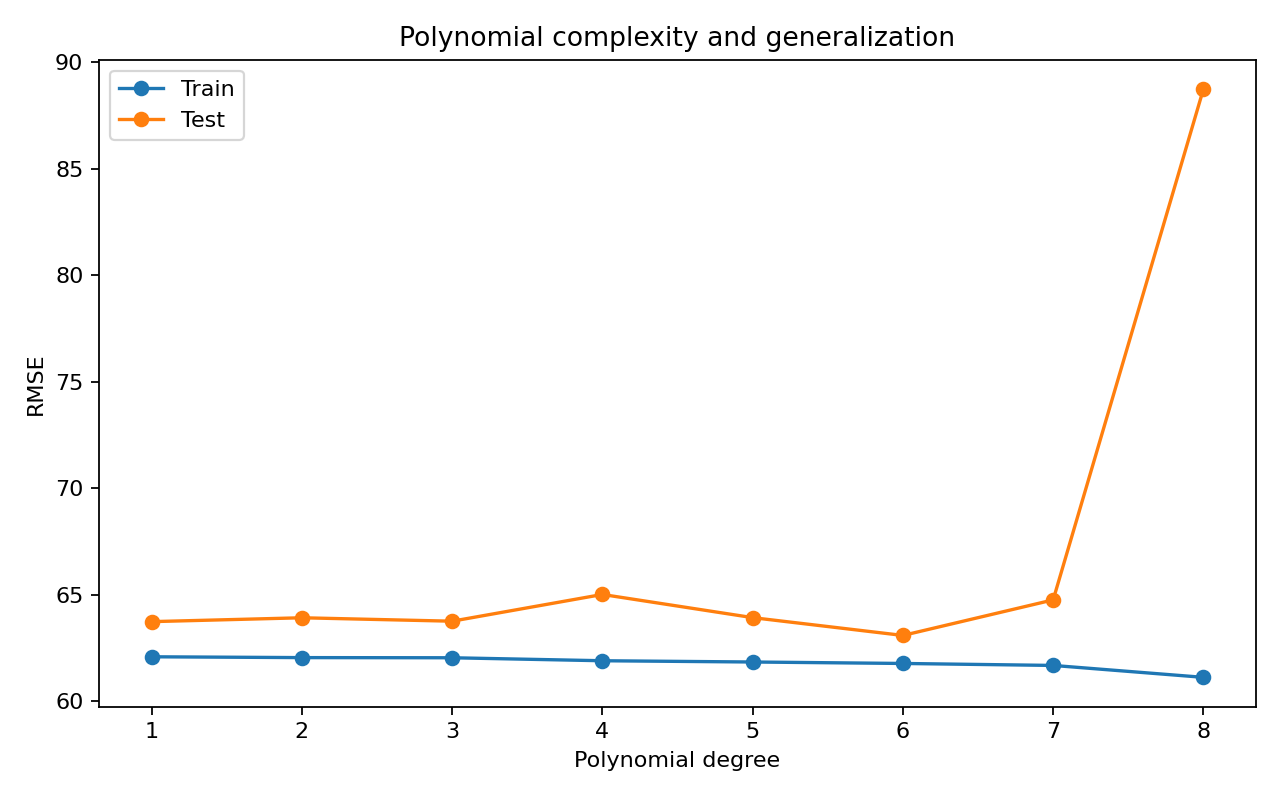 Polynomial complexity and generalization
Train
Test
90
85
80
75
70
65
60
RMSE
1 2 3 4 5 6 7 8
Polynomial degree